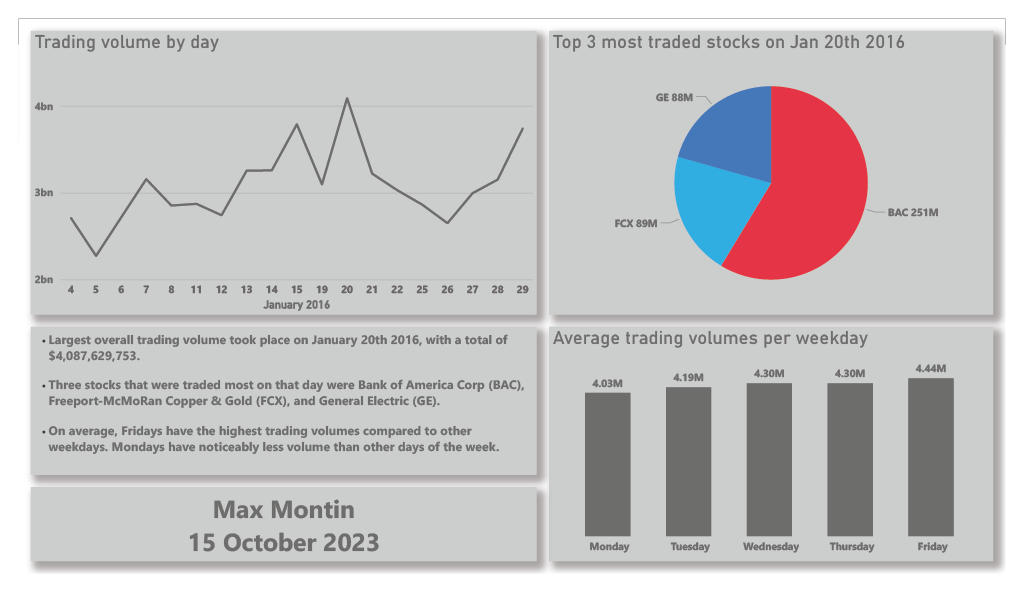 Trading volume by day
4bn
3bn
2bn
4 5 6 7 8 11 12 13 14 15 19 20 21 22 25 26 27 28 29
January 2016
Top 3 most traded stocks on Jan 20th 2016
GE 88M
FCX 89M
BAC 251M
• Largest overall trading volume took place on January 20th 2016, with a total of
$4,087,629,753.
• Three stocks that were traded most on that day were Bank of America Corp (BAC),
Freeport-McMoRan Copper & Gold (FCX), and General Electric (GE).
• On average, Fridays have the highest trading volumes compared to other
weekdays. Mondays have noticeably less volume than other days of the week.
Max Montin
15 October 2023
Average trading volumes per weekday
4.03M 4.19M 4.30M 4.30M 4.44M
Monday Tuesday Wednesday Thursday Friday